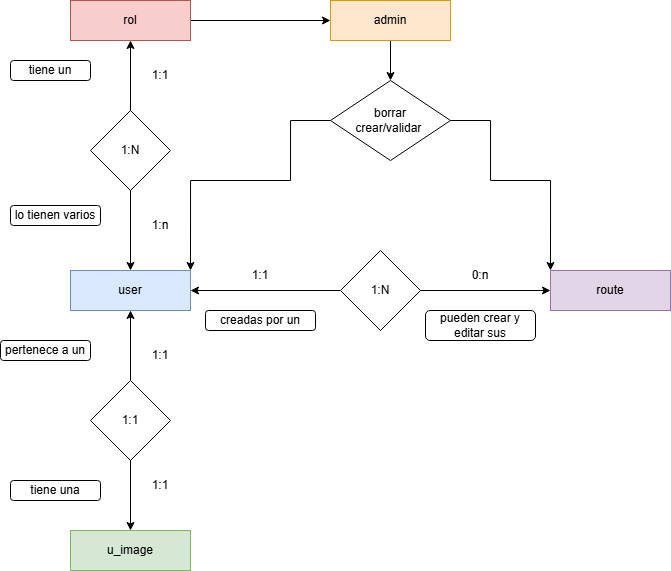 rol
admin
tiene un
1:1
borrar
crear/validar
1:N
lo tienen varios
1:n
user
1:1
1:N
0:n
route
creadas por un
pueden crear y
editar sus
pertenece a un
1:1
1:1
tiene una
1:1
u_image